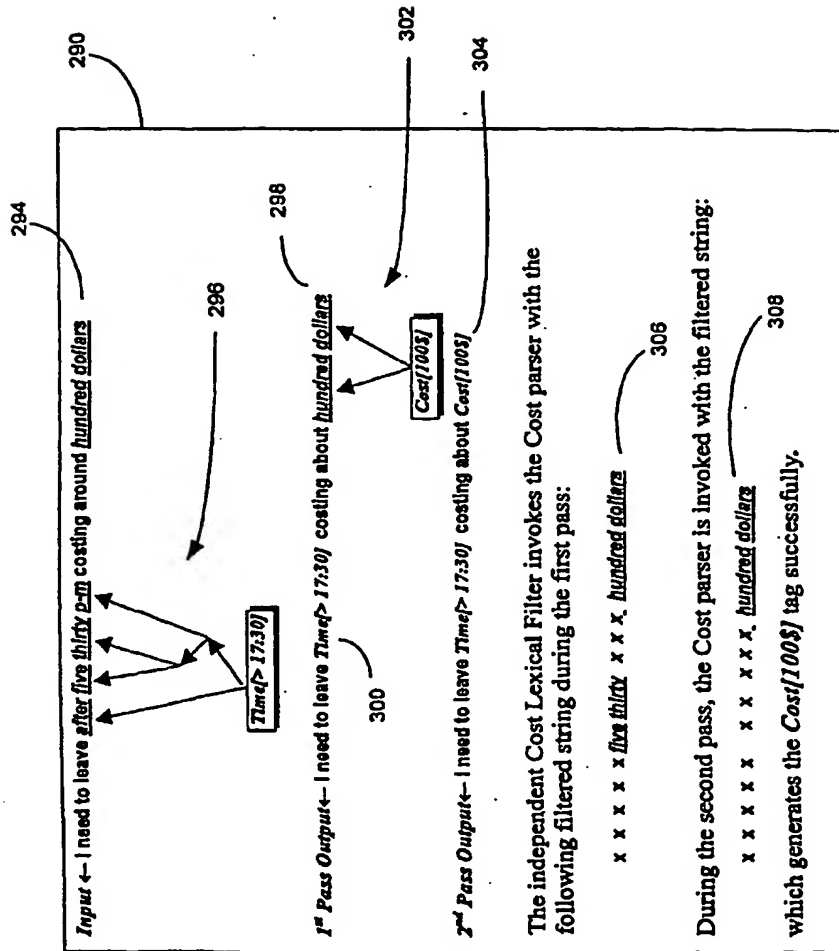 294
290
Input ← I need to leave after five thirty p-m costing around hundred dollars
296
Time[> 17:30]
298
1st Pass Output ← I need to leave Time[> 17:30] costing about hundred dollars
300
302
Cost[100$]
2nd Pass Output ← I need to leave Time[> 17:30] costing about Cost[100$]
304
The independent Cost Lexical Filter invokes the Cost parser with the
following filtered string during the first pass:
x x x x x five thirty x x x hundred dollars
306
During the second pass, the Cost parser is invoked with the filtered string:
x x x x x x x x x x hundred dollars
308
which generates the Cost[100$] tag successfully.